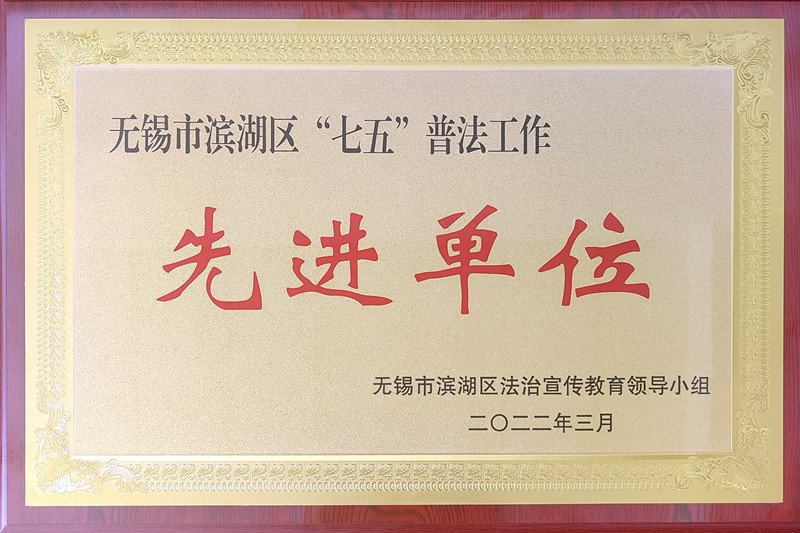 无锡市滨湖区“七五”普法工作
先进单位
无锡市滨湖区法治宣传教育领导小组
二〇二二年三月